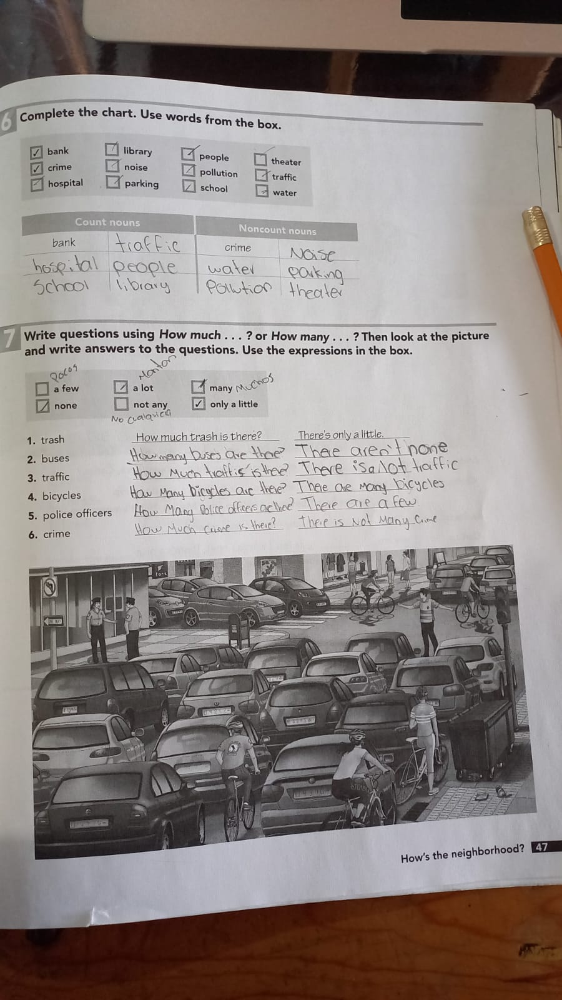 6 Complete the chart. Use words from the box.
bank library people theater
crime noise pollution traffic
hospital parking school water
Count nouns Noncount nouns
bank traffic crime Noise
hospital people water parking
School library Pollution theater
7 Write questions using How much . . . ? or How many . . . ? Then look at the picture
and write answers to the questions. Use the expressions in the box.
Pocos Monton
a few a lot many Muchos
none not any only a little
No cualquiera
1. trash How much trash is there? There's only a little.
2. buses How many buses are there? There aren't none
3. traffic How Much traffic is there? There is a lot traffic
4. bicycles How Many bicycles are there? There are Many bicycles
5. police officers How Many Police officers are there? There are a few.
6. crime How Much Crime is there? There is Not Many Crime
How's the neighborhood? 47